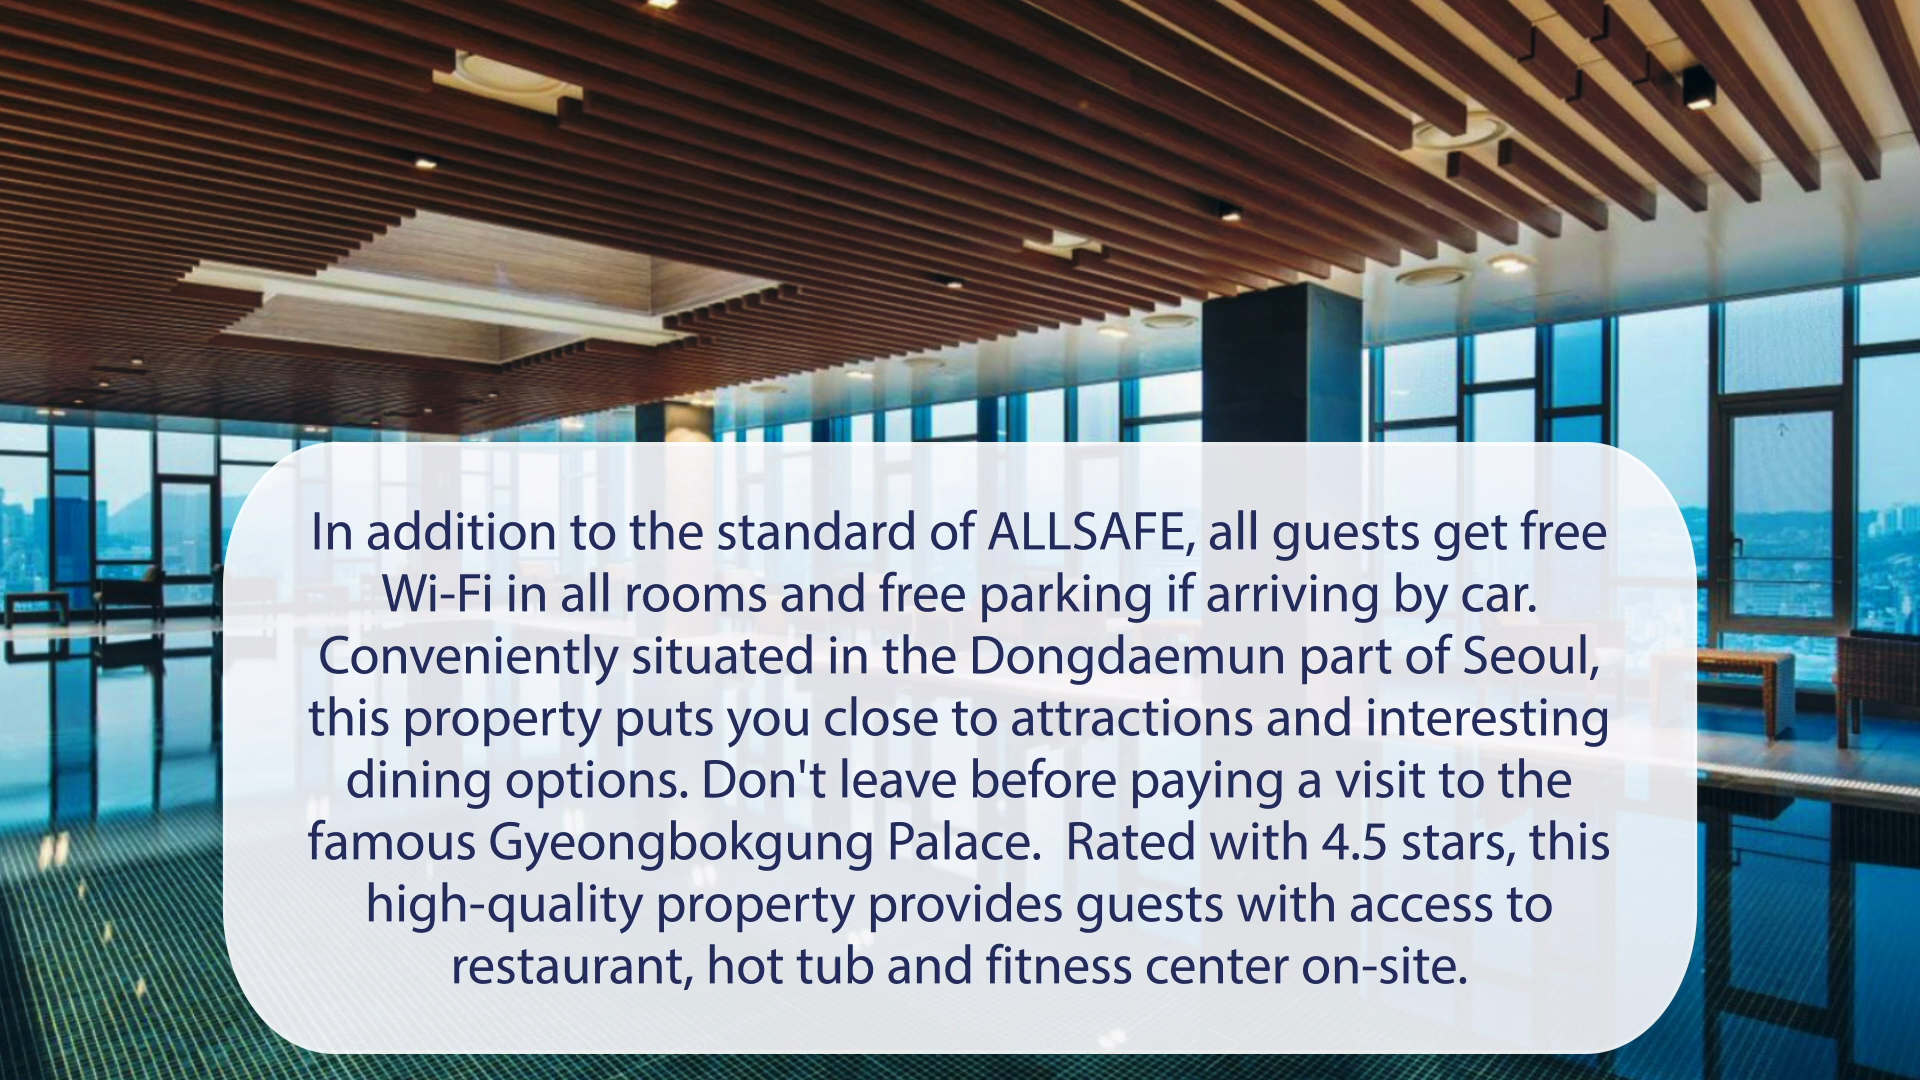 In addition to the standard of ALLSAFE, all guests get free
Wi-Fi in all rooms and free parking if arriving by car.
Conveniently situated in the Dongdaemun part of Seoul,
this property puts you close to attractions and interesting
dining options. Don't leave before paying a visit to the
famous Gyeongbokgung Palace.  Rated with 4.5 stars, this
high-quality property provides guests with access to
restaurant, hot tub and fitness center on-site.